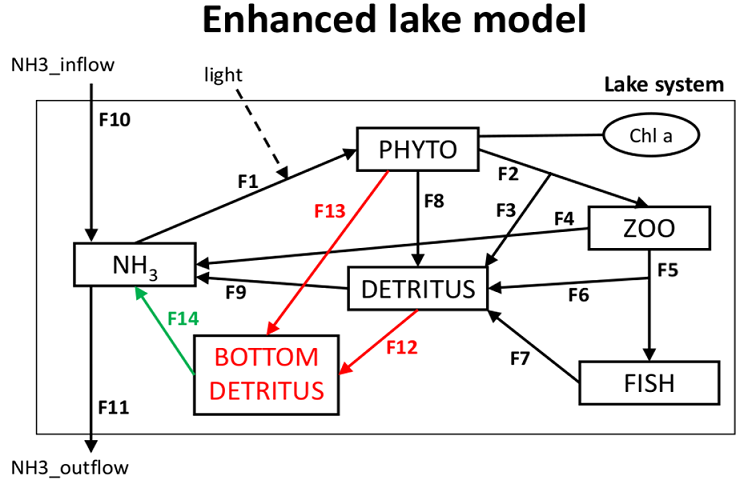 Enhanced lake model
NH3_inflow
light
Lake system
F10
PHYTO
Chl a
F1
F2
F13
F8
F3
F4
ZOO
NH₃
F5
DETRITUS
F9
F6
F14
F12
F7
BOTTOM
DETRITUS
FISH
F11
NH3_outflow